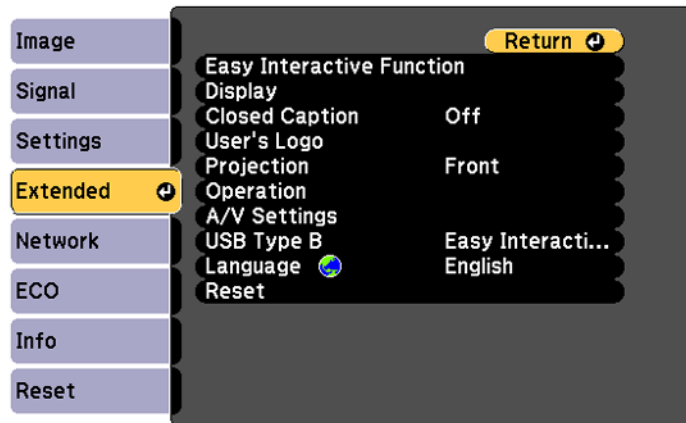 Image
Signal
Settings
Extended
Network
ECO
Info
Reset
Return
Easy Interactive Function
Display
Closed Caption Off
User's Logo
Projection Front
Operation
A/V Settings
USB Type B Easy Interacti...
Language English
Reset